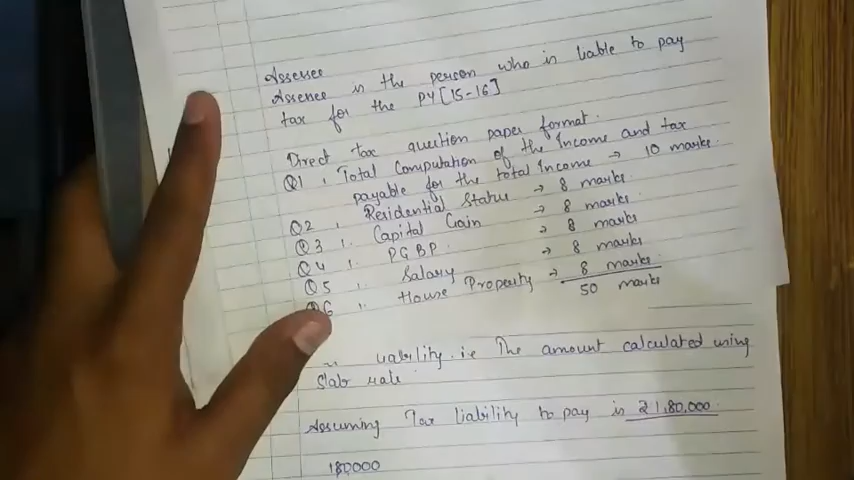 Assessee
Assessee is the person who is liable to pay
tax for the PY [15-16]
Direct tax question paper format.
Q1 . Total Computation of the Income and tax
payable for the total Income → 10 marks.
Q2 . Residential Status → 8 marks
Q3 . Capital Gain → 8 marks.
Q4 . PGBP. → 8 marks
Q5 . Salary → 8 marks
Q6 . House Property → 8 marks
50 marks
liability. i.e The amount calculated using
Slab rate.
Assuming Tax liability to pay is ₹1,80,000.
180000